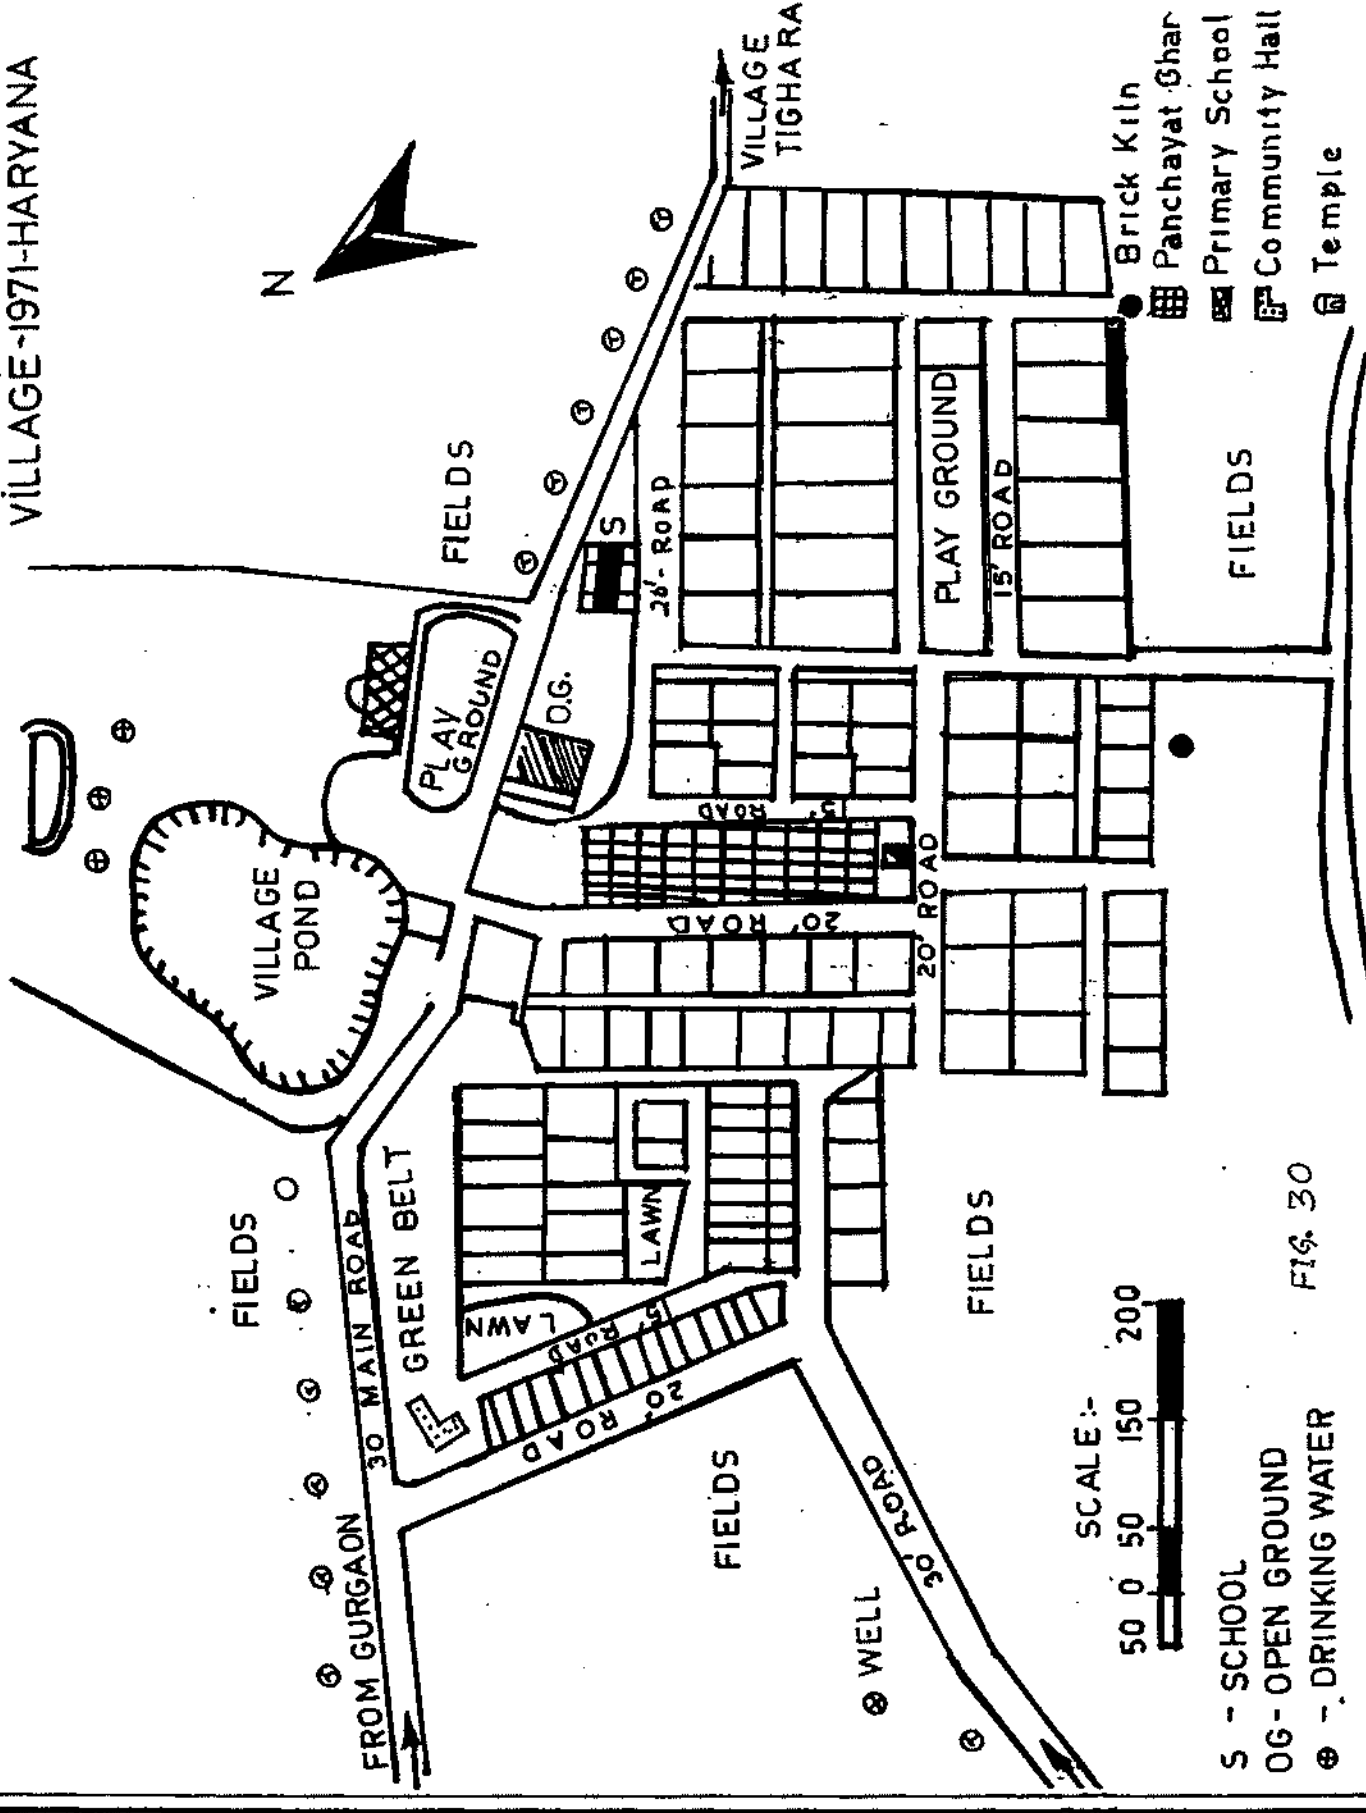 VILLAGE-1971-HARYANA
N
VILLAGE
TIGHARA
FIELDS
PLAY
GROUND
VILLAGE
POND
O.G.
S
26'-ROAD
PLAY GROUND
15' ROAD
15'
ROAD
20' ROAD
20' ROAD
FIELDS
FIELDS
FROM GURGAON
30 MAIN ROAD
GREEN BELT
LAWN
LAWN
15'
ROAD
20'
ROAD
FIELDS
FIELDS
30' ROAD
WELL
Brick Kiln
Panchayat Ghar
Primary School
Community Hall
Temple
SCALE:-
50 0 50 150 200
S - SCHOOL
OG - OPEN GROUND
⊕ - DRINKING WATER
FIG. 30